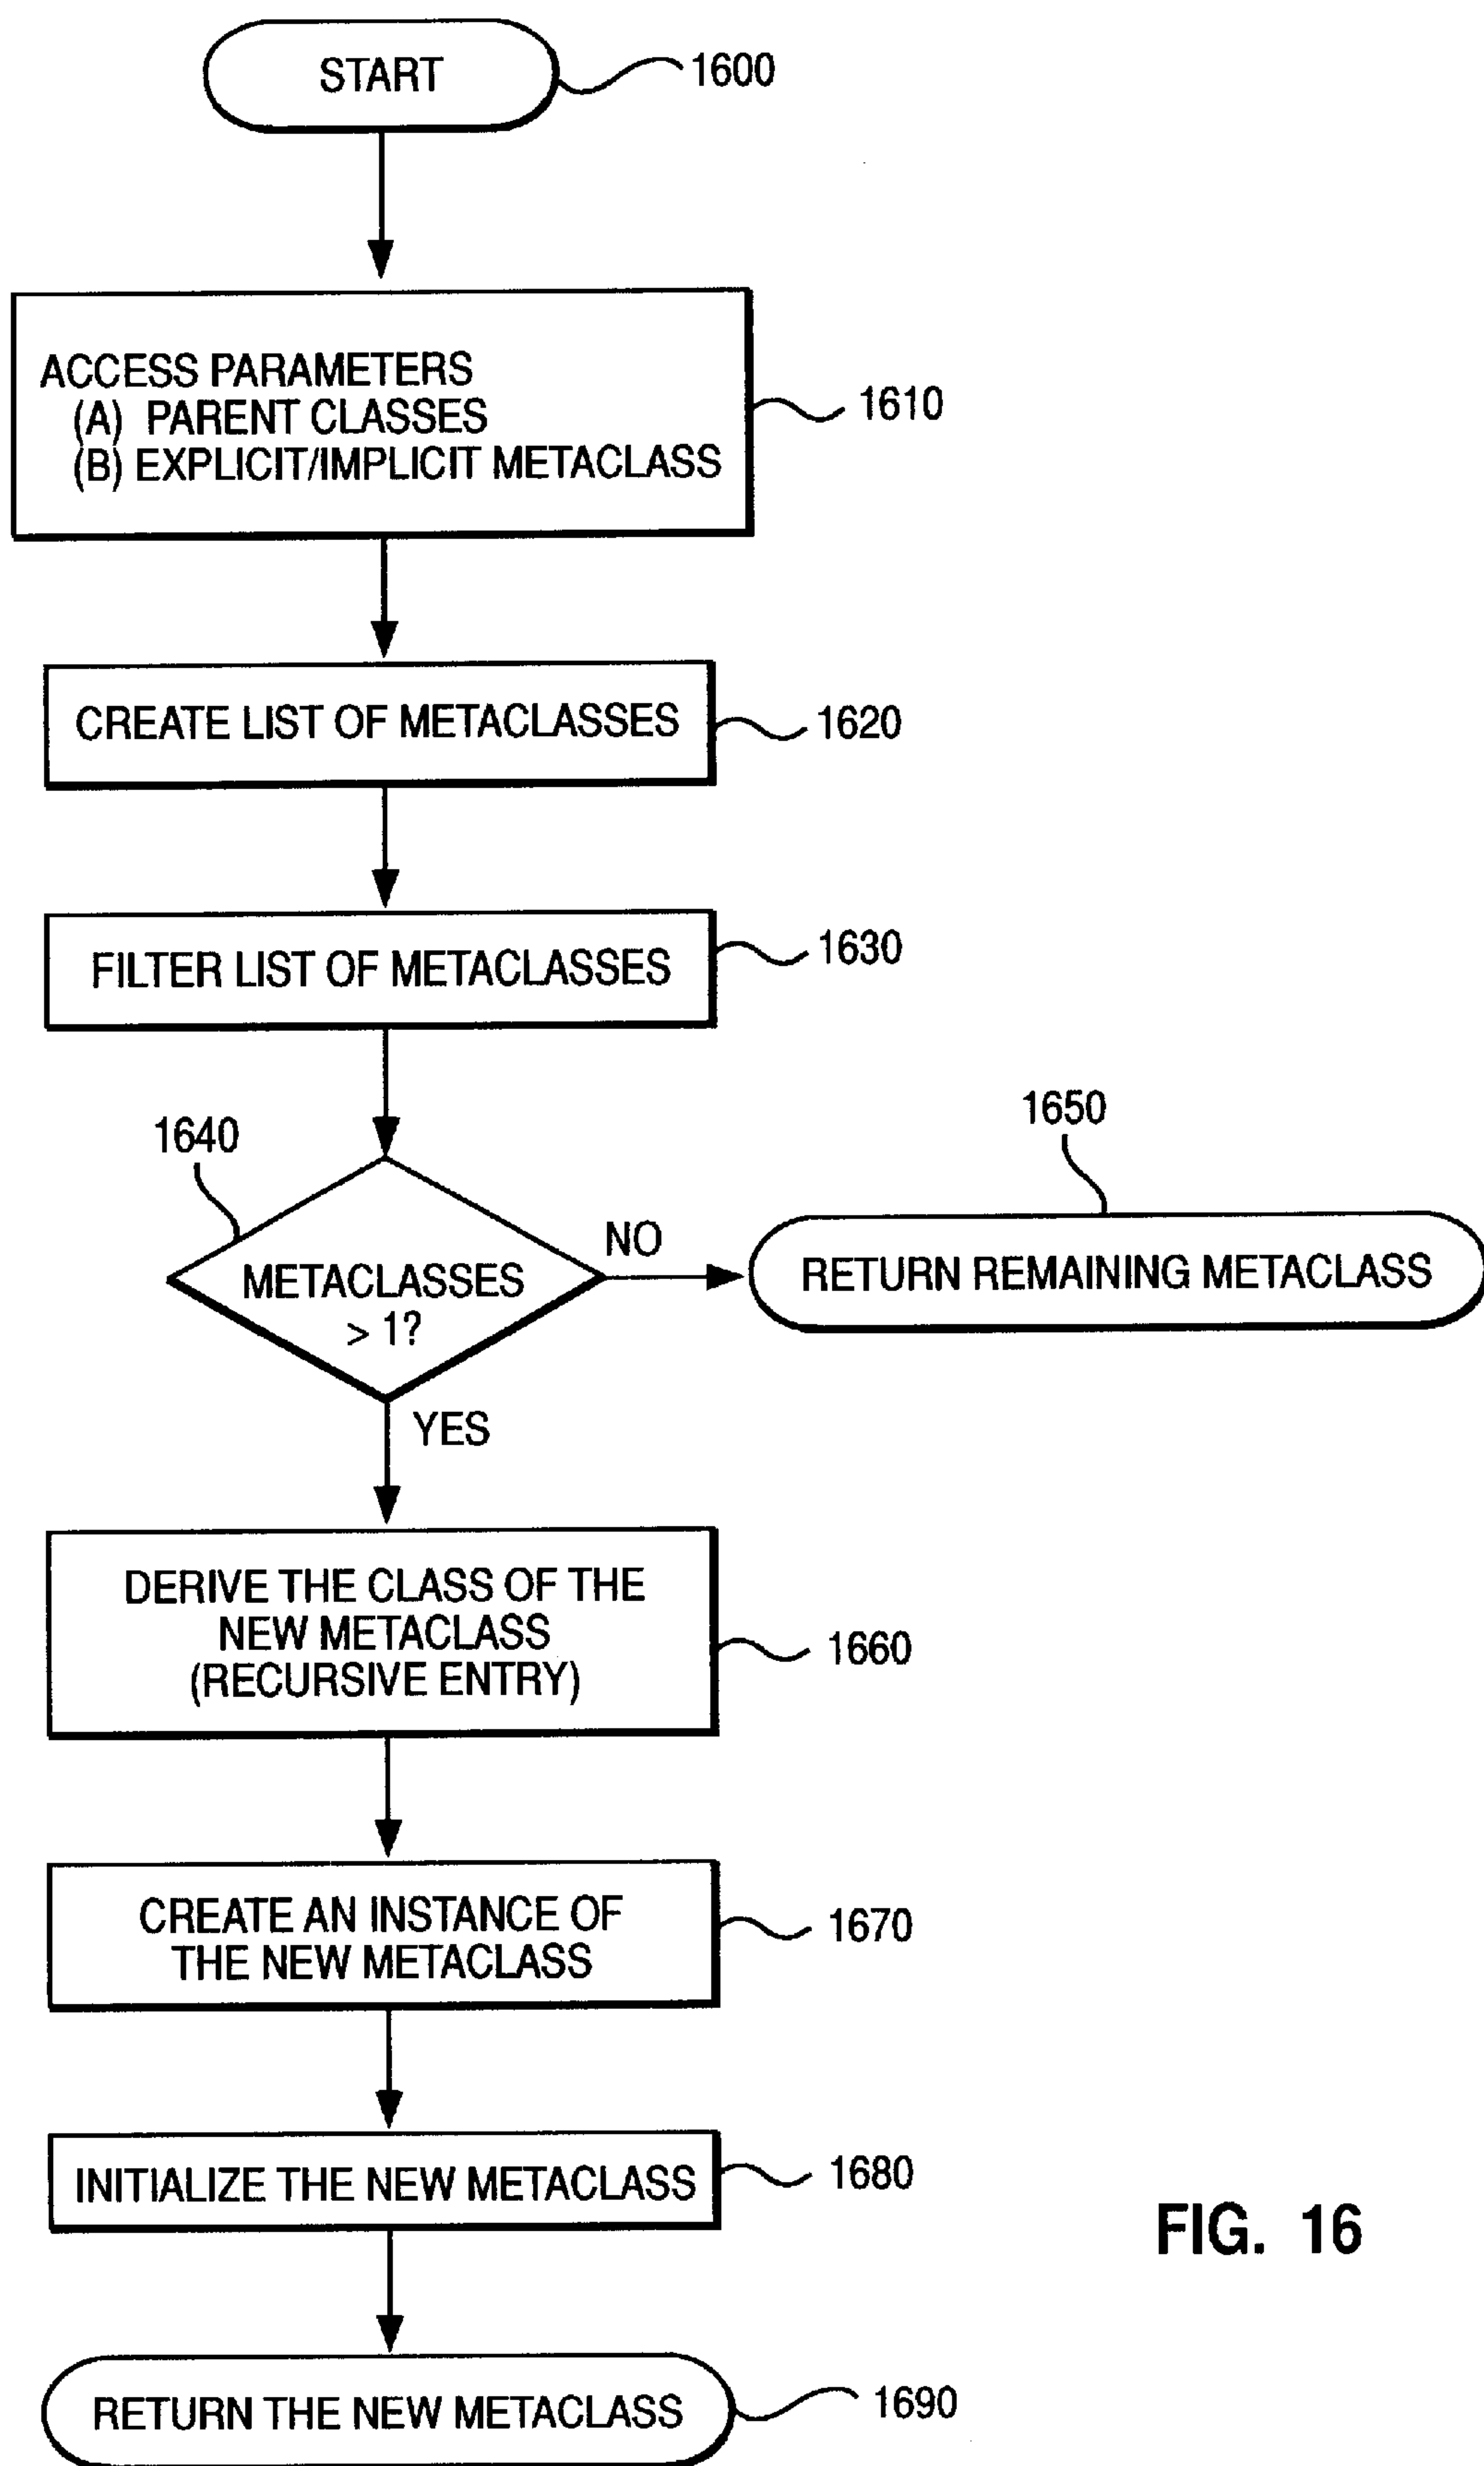 START
1600
ACCESS PARAMETERS
(A) PARENT CLASSES
(B) EXPLICIT/IMPLICIT METACLASS
1610
CREATE LIST OF METACLASSES
1620
FILTER LIST OF METACLASSES
1630
1640
METACLASSES
> 1?
NO
1650
RETURN REMAINING METACLASS
YES
DERIVE THE CLASS OF THE
NEW METACLASS
(RECURSIVE ENTRY)
1660
CREATE AN INSTANCE OF
THE NEW METACLASS
1670
INITIALIZE THE NEW METACLASS
1680
FIG. 16
RETURN THE NEW METACLASS
1690